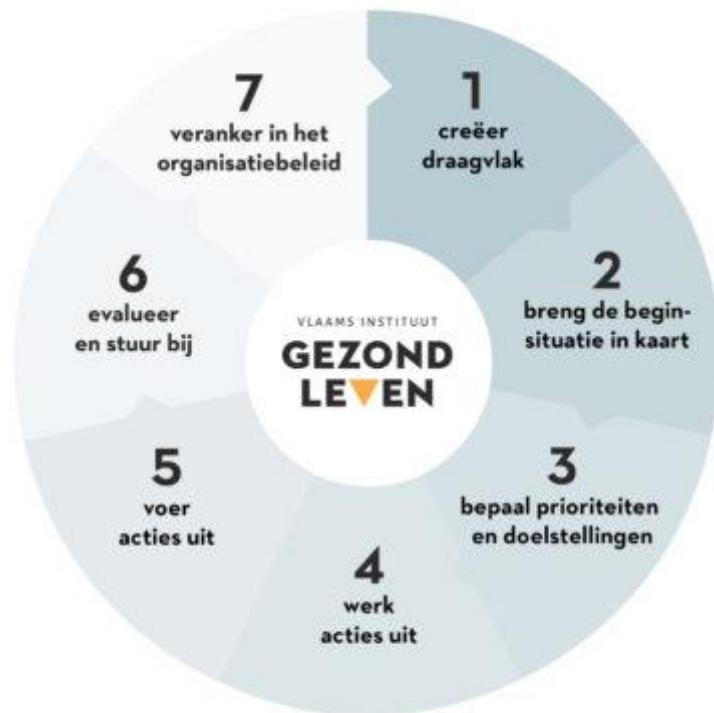 1
creëer
draagvlak
2
breng de begin-
situatie in kaart
3
bepaal prioriteiten
en doelstellingen
4
werk
acties uit
5
voer
acties uit
6
evalueer
en stuur bij
7
veranker in het
organisatiebeleid
VLAAMS INSTITUUT
GEZOND
LEVEN